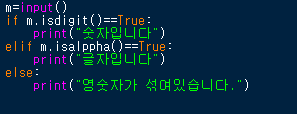 m=input()
if m.isdigit()==True:
    print("숫자입니다")
elif m.isalppha()==True:
    print("글자입니다")
else:
    print("영숫자가 섞여있습니다.")